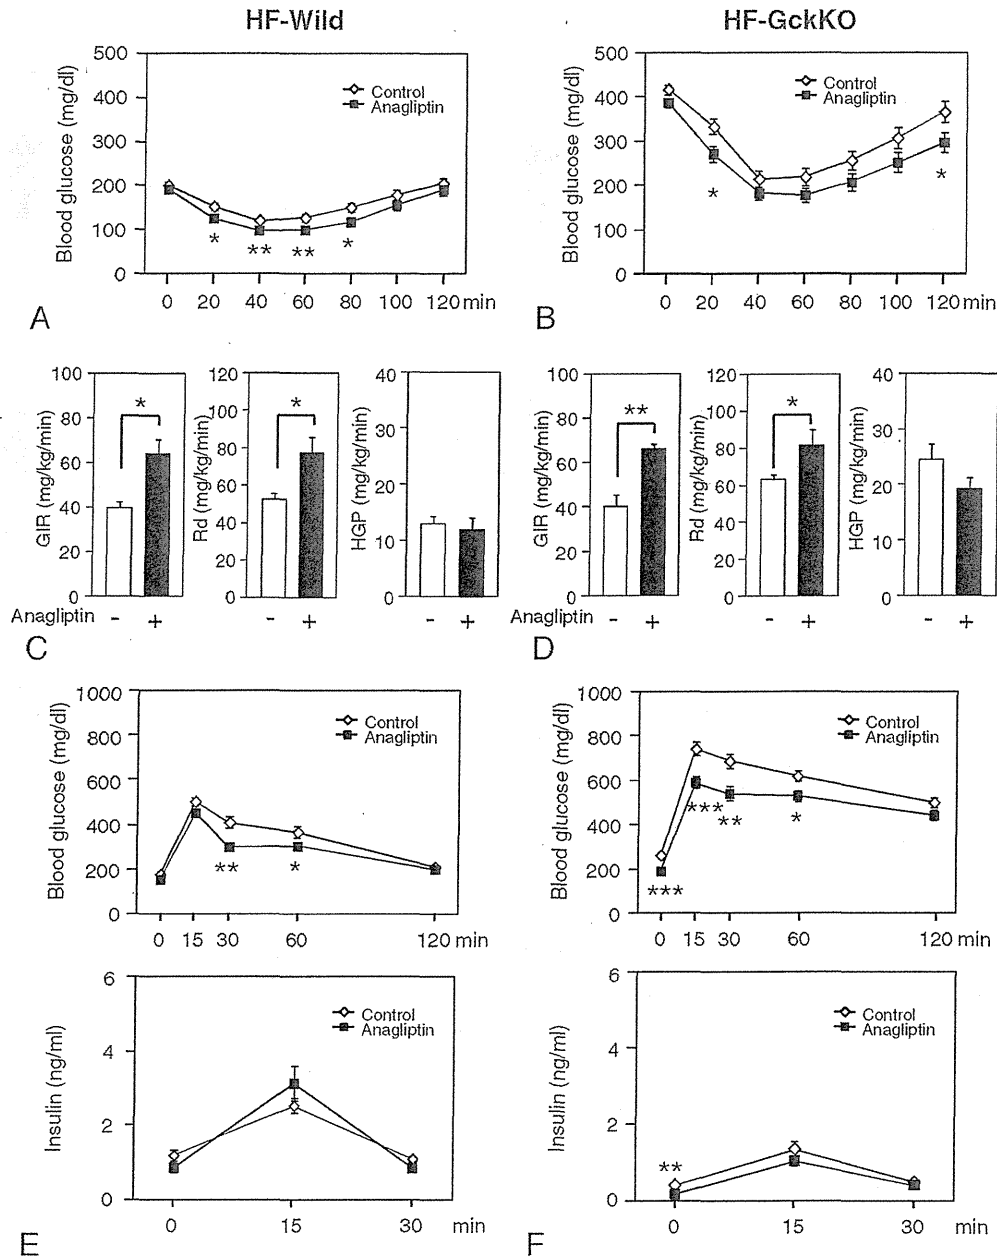 HF-Wild
HF-GckKO
Blood glucose (mg/dl)
500
400
300
200
100
0
Control
Anagliptin
* ** ** *
0 20 40 60 80 100 120 min
A
Blood glucose (mg/dl)
500
400
300
200
100
0
Control
Anagliptin
* *
0 20 40 60 80 100 120 min
B
GIR (mg/kg/min)
100
80
60
40
20
0
*
Rd (mg/kg/min)
120
100
80
60
40
20
0
*
HGP (mg/kg/min)
40
30
20
10
0
Anagliptin - + - + - +
C
GIR (mg/kg/min)
100
80
60
40
20
0
**
Rd (mg/kg/min)
120
100
80
60
40
20
0
*
HGP (mg/kg/min)
40
30
20
10
0
Anagliptin - + - + - +
D
Blood glucose (mg/dl)
1000
800
600
400
200
0
Control
Anagliptin
** *
0 15 30 60 120 min
Blood glucose (mg/dl)
1000
800
600
400
200
0
Control
Anagliptin
*** *** ** *
0 15 30 60 120 min
Insulin (ng/ml)
6
4
2
0
Control
Anagliptin
0 15 30 min
E
Insulin (ng/ml)
6
4
2
0
Control
Anagliptin
**
0 15 30 min
F